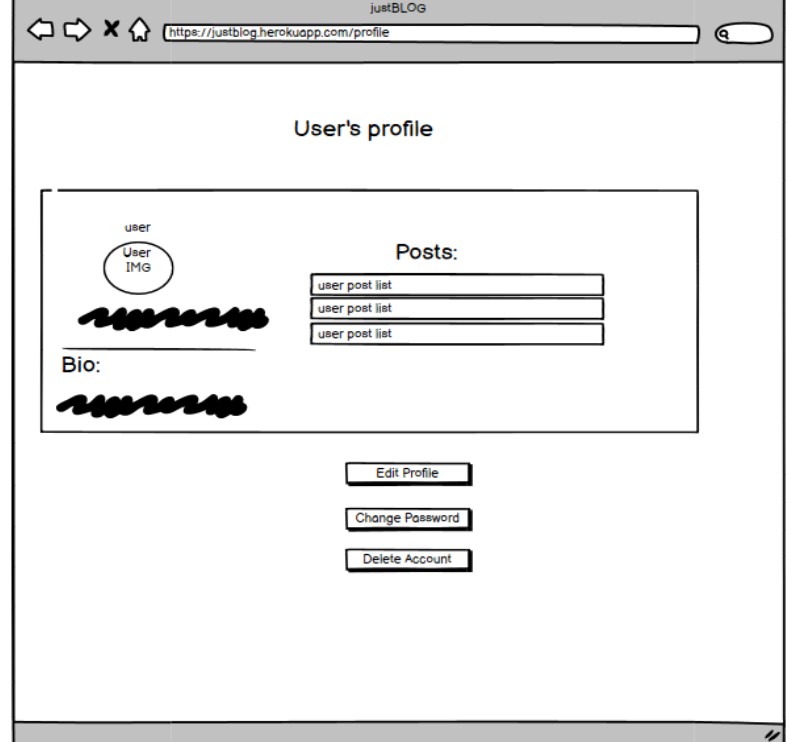 justBLOG
https://justblog.herokuapp.com/profile
User's profile
user
User
IMG
Bio:
Posts:
user post list
user post list
user post list
Edit Profile
Change Password
Delete Account